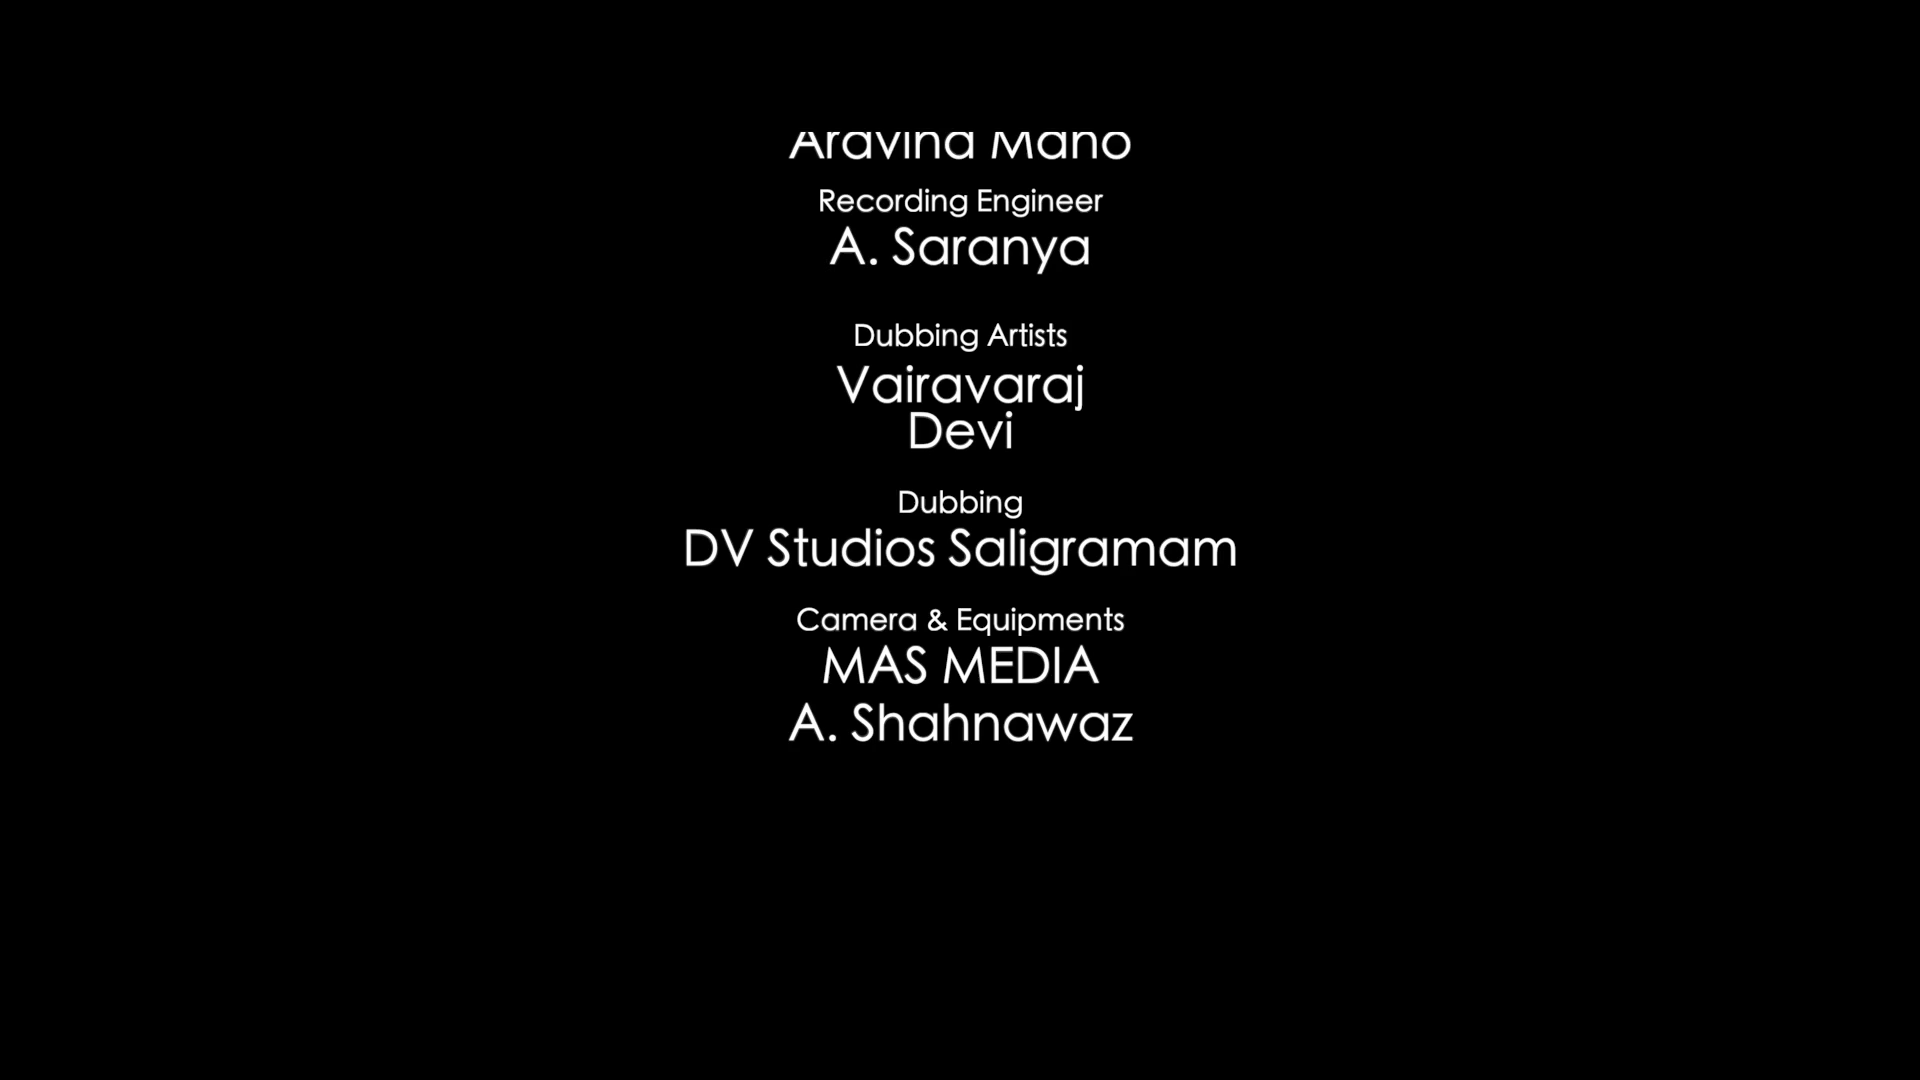 Aravind Mano
Recording Engineer
A. Saranya
Dubbing Artists
Vairavaraj
Devi
Dubbing
DV Studios Saligramam
Camera & Equipments
MAS MEDIA
A. Shahnawaz